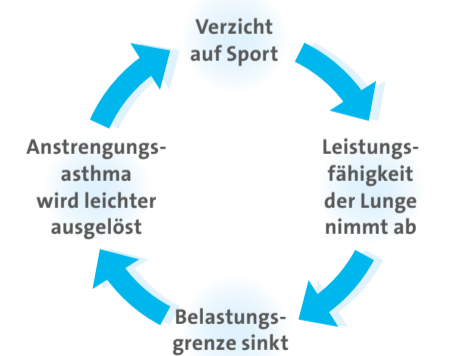 Verzicht
auf Sport
Leistungs-
fähigkeit
der Lunge
nimmt ab
Belastungs-
grenze sinkt
Anstrengungs-
asthma
wird leichter
ausgelöst